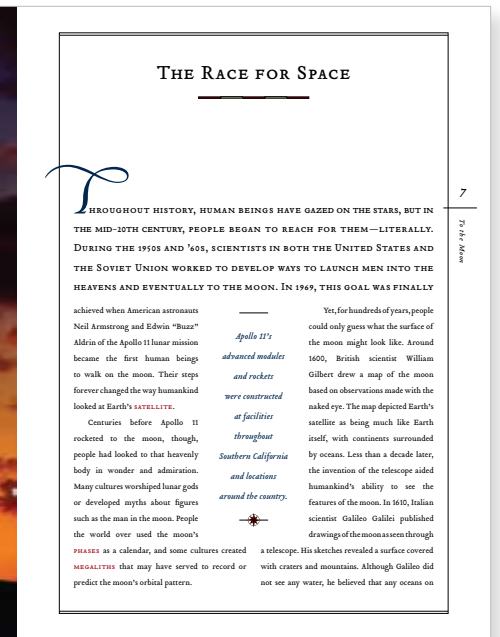 The Race for Space
Throughout history, human beings have gazed on the stars, but in
the mid-20th century, people began to reach for them—literally.
During the 1950s and '60s, scientists in both the United States and
the Soviet Union worked to develop ways to launch men into the
heavens and eventually to the moon. In 1969, this goal was finally
achieved when American astronauts
Neil Armstrong and Edwin “Buzz”
Aldrin of the Apollo 11 lunar mission
became the first human beings
to walk on the moon. Their steps
forever changed the way humankind
looked at Earth's satellite.
Centuries before Apollo 11
rocketed to the moon, though,
people had looked to that heavenly
body in wonder and admiration.
Many cultures worshiped lunar gods
or developed myths about figures
such as the man in the moon. People
the world over used the moon's
phases as a calendar, and some cultures created
megaliths that may have served to record or
predict the moon's orbital pattern.
Apollo 11's
advanced modules
and rockets
were constructed
at facilities
throughout
Southern California
and locations
around the country.
Yet, for hundreds of years, people
could only guess what the surface of
the moon might look like. Around
1600, British scientist William
Gilbert drew a map of the moon
based on observations made with the
naked eye. The map depicted Earth's
satellite as being much like Earth
itself, with continents surrounded
by oceans. Less than a decade later,
the invention of the telescope aided
humankind's ability to see the
features of the moon. In 1610, Italian
scientist Galileo Galilei published
drawings of the moon as seen through
a telescope. His sketches revealed a surface covered
with craters and mountains. Although Galileo did
not see any water, he believed that any oceans on
7
To the Moon